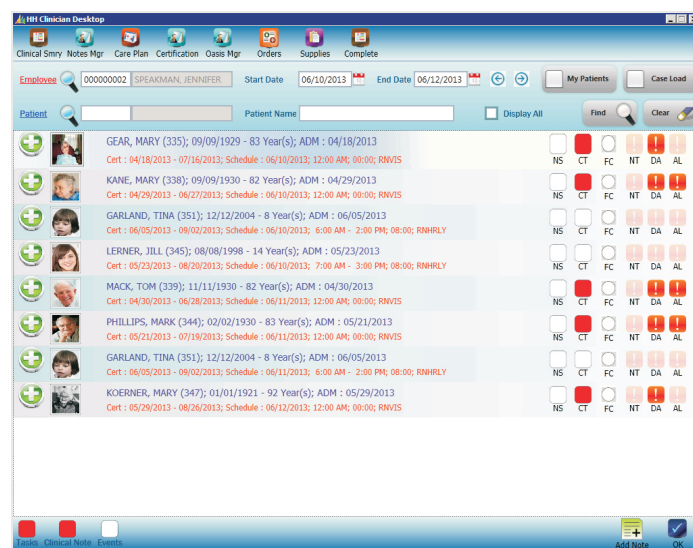 HH Clinician Desktop
Clinical Smry Notes Mgr Care Plan Certification Oasis Mgr Orders Supplies Complete
Employee 000000002 SPEAKMAN, JENNIFER Start Date 06/10/2013 End Date 06/12/2013 My Patients Case Load
Patient Patient Name Display All Find Clear
GEAR, MARY (335); 09/09/1929 - 83 Year(s); ADM : 04/18/2013
Cert : 04/18/2013 - 07/16/2013; Schedule : 06/10/2013; 12:00 AM; 00:00; RNVIS
NS CT FC NT DA AL
KANE, MARY (338); 09/09/1930 - 82 Year(s); ADM : 04/29/2013
Cert : 04/29/2013 - 06/27/2013; Schedule : 06/10/2013; 12:00 AM; 00:00; RNVIS
NS CT FC NT DA AL
GARLAND, TINA (351); 12/12/2004 - 8 Year(s); ADM : 06/05/2013
Cert : 06/05/2013 - 09/02/2013; Schedule : 06/10/2013; 6:00 AM - 2:00 PM; 08:00; RNHRLY
NS CT FC NT DA AL
LERNER, JILL (345); 08/08/1998 - 14 Year(s); ADM : 05/23/2013
Cert : 05/23/2013 - 08/20/2013; Schedule : 06/10/2013; 7:00 AM - 3:00 PM; 08:00; RNHRLY
NS CT FC NT DA AL
MACK, TOM (339); 11/11/1930 - 82 Year(s); ADM : 04/30/2013
Cert : 04/30/2013 - 06/28/2013; Schedule : 06/11/2013; 12:00 AM; 00:00; RNVIS
NS CT FC NT DA AL
PHILLIPS, MARK (344); 02/02/1930 - 83 Year(s); ADM : 05/21/2013
Cert : 05/21/2013 - 07/19/2013; Schedule : 06/11/2013; 12:00 AM; 00:00; RNVIS
NS CT FC NT DA AL
GARLAND, TINA (351); 12/12/2004 - 8 Year(s); ADM : 06/05/2013
Cert : 06/05/2013 - 09/02/2013; Schedule : 06/11/2013; 6:00 AM - 2:00 PM; 08:00; RNHRLY
NS CT FC NT DA AL
KOERNER, MARY (347); 01/01/1921 - 92 Year(s); ADM : 05/29/2013
Cert : 05/29/2013 - 08/26/2013; Schedule : 06/12/2013; 12:00 AM; 00:00; RNVIS
NS CT FC NT DA AL
Tasks Clinical Note Events Add Note OK